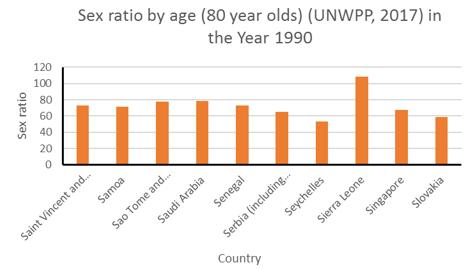 Sex ratio by age (80 year olds) (UNWPP, 2017) in
the Year 1990
120
100
80
60
40
20
0
Sex ratio
Saint Vincent and...
Samoa
Sao Tome and...
Saudi Arabia
Senegal
Serbia (including...
Seychelles
Sierra Leone
Singapore
Slovakia
Country